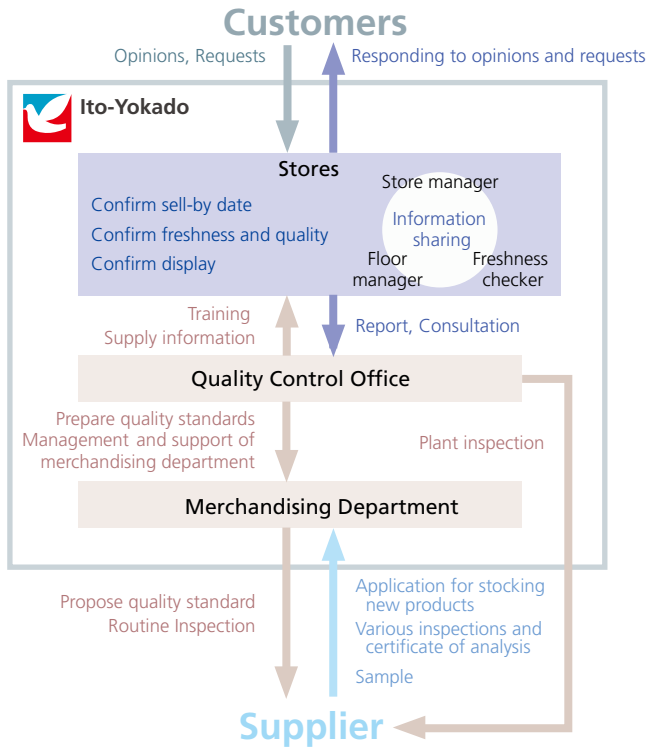 Customers
Opinions, Requests
Responding to opinions and requests
Ito-Yokado
Stores
Confirm sell-by date
Confirm freshness and quality
Confirm display
Store manager
Information
sharing
Floor
manager
Freshness
checker
Training
Supply information
Report, Consultation
Quality Control Office
Prepare quality standards
Management and support of
merchandising department
Plant inspection
Merchandising Department
Propose quality standard
Routine Inspection
Application for stocking
new products
Various inspections and
certificate of analysis
Sample
Supplier